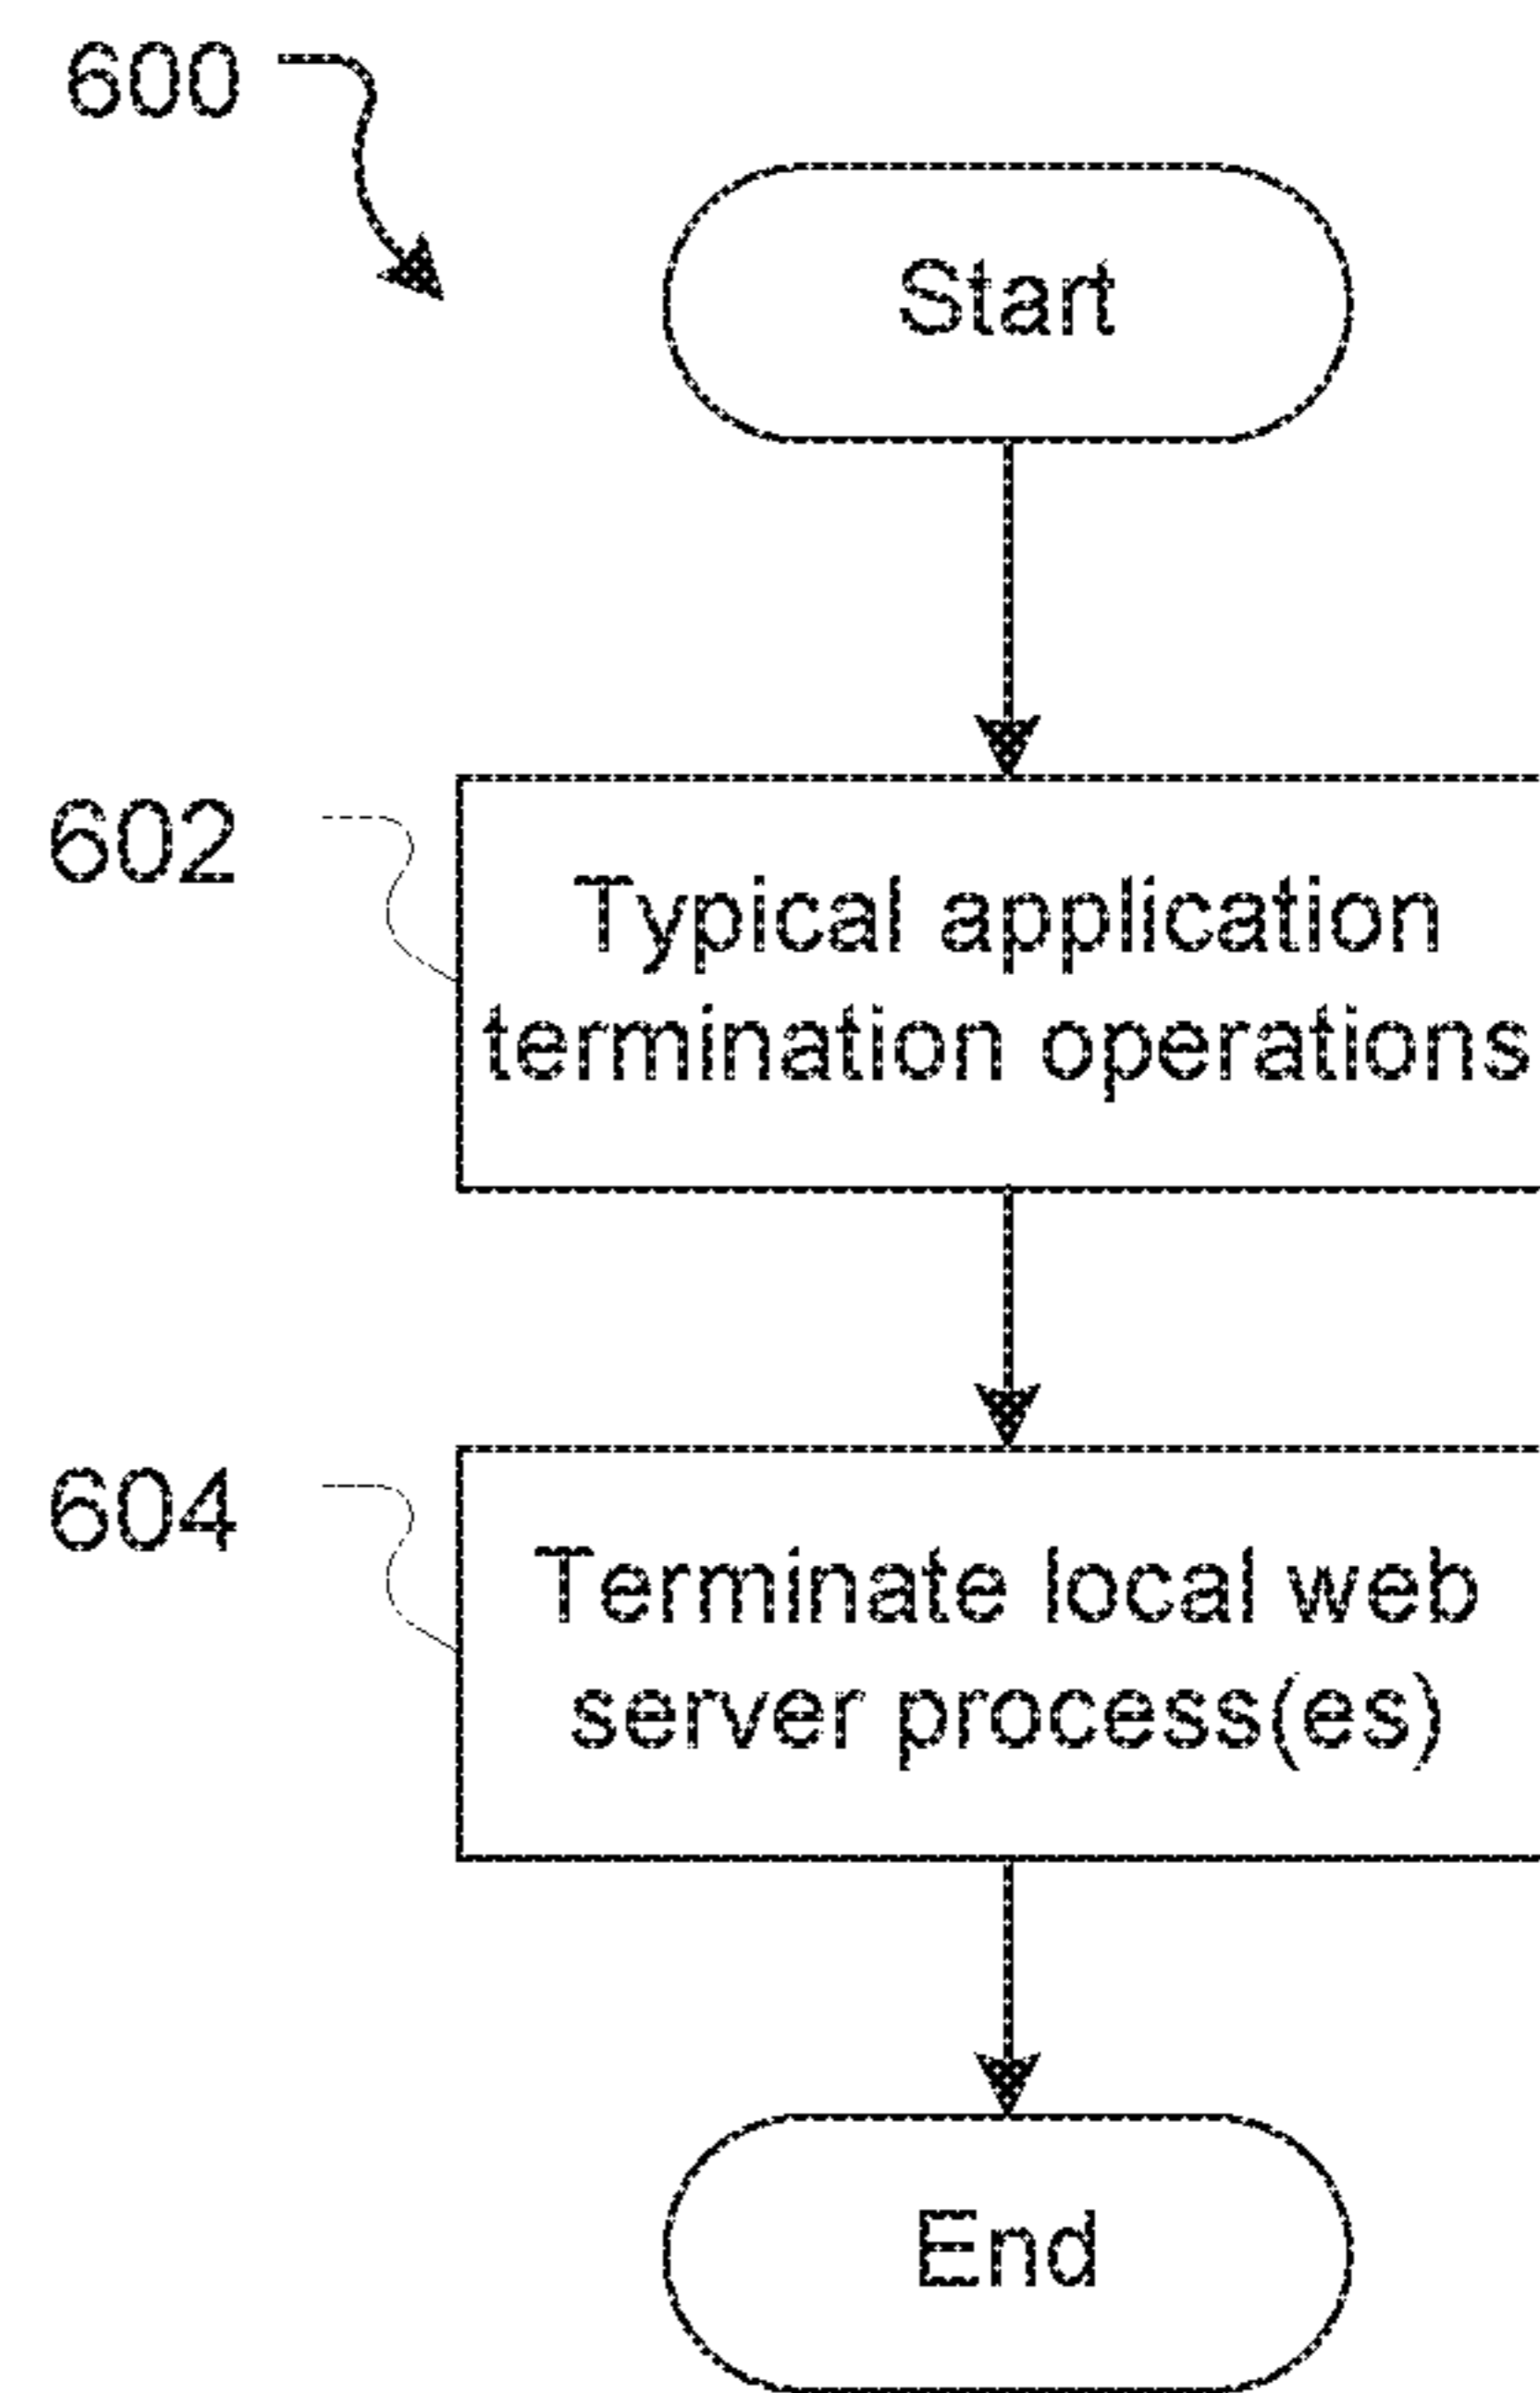 600
Start
602
Typical application
termination operations
604
Terminate local web
server process(es)
End